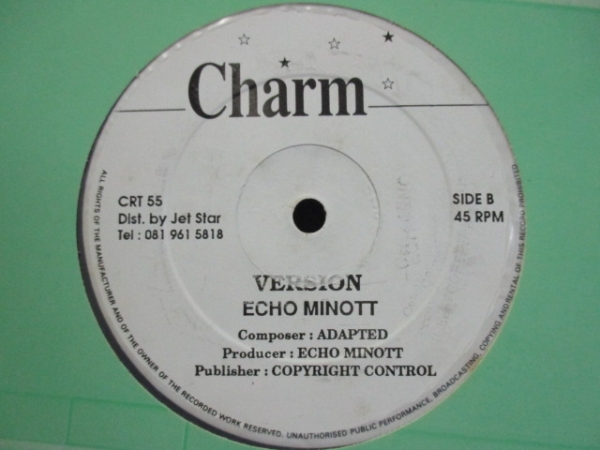 Charm
CRT 55
Dist. by Jet Star
Tel : 081 961 5818
SIDE B
45 RPM
VERSION
ECHO MINOTT
Composer : ADAPTED
Producer : ECHO MINOTT
Publisher : COPYRIGHT CONTROL
ALL RIGHTS OF THE MANUFACTURER AND OF THE OWNER OF THE RECORDED WORK RESERVED. UNAUTHORISED PUBLIC PERFORMANCE, BROADCASTING, COPYING AND RENTAL OF THIS RECORD PROHIBITED.